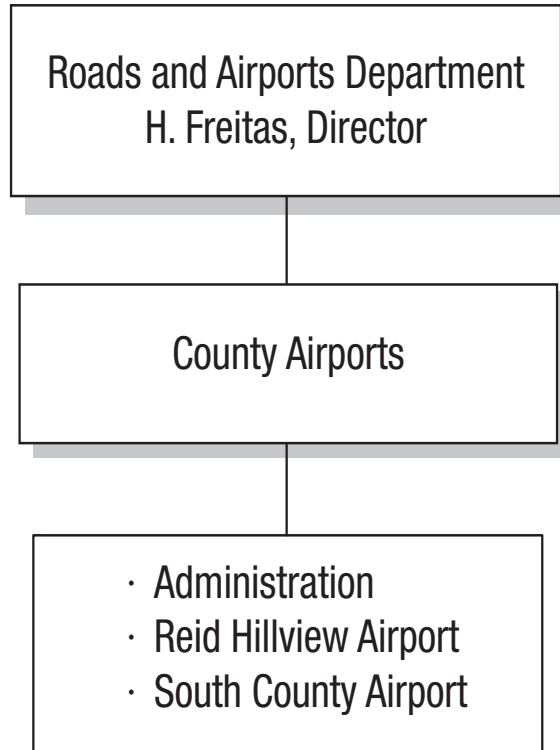 Roads and Airports Department
H. Freitas, Director
County Airports
· Administration
· Reid Hillview Airport
· South County Airport